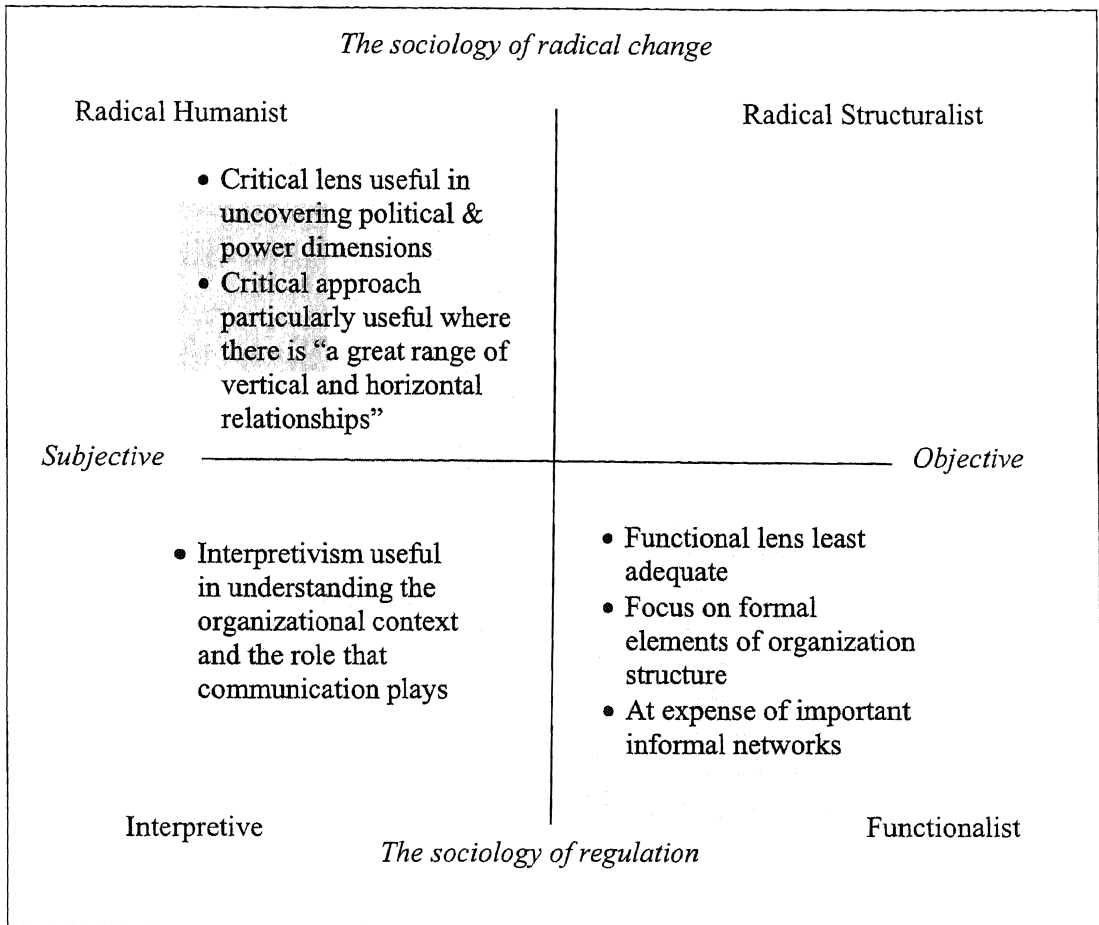 The sociology of radical change
Radical Humanist
Radical Structuralist
• Critical lens useful in
uncovering political &
power dimensions
• Critical approach
particularly useful where
there is “a great range of
vertical and horizontal
relationships”
Subjective
Objective
• Interpretivism useful
in understanding the
organizational context
and the role that
communication plays
• Functional lens least
adequate
• Focus on formal
elements of organization
structure
• At expense of important
informal networks
Interpretive
Functionalist
The sociology of regulation